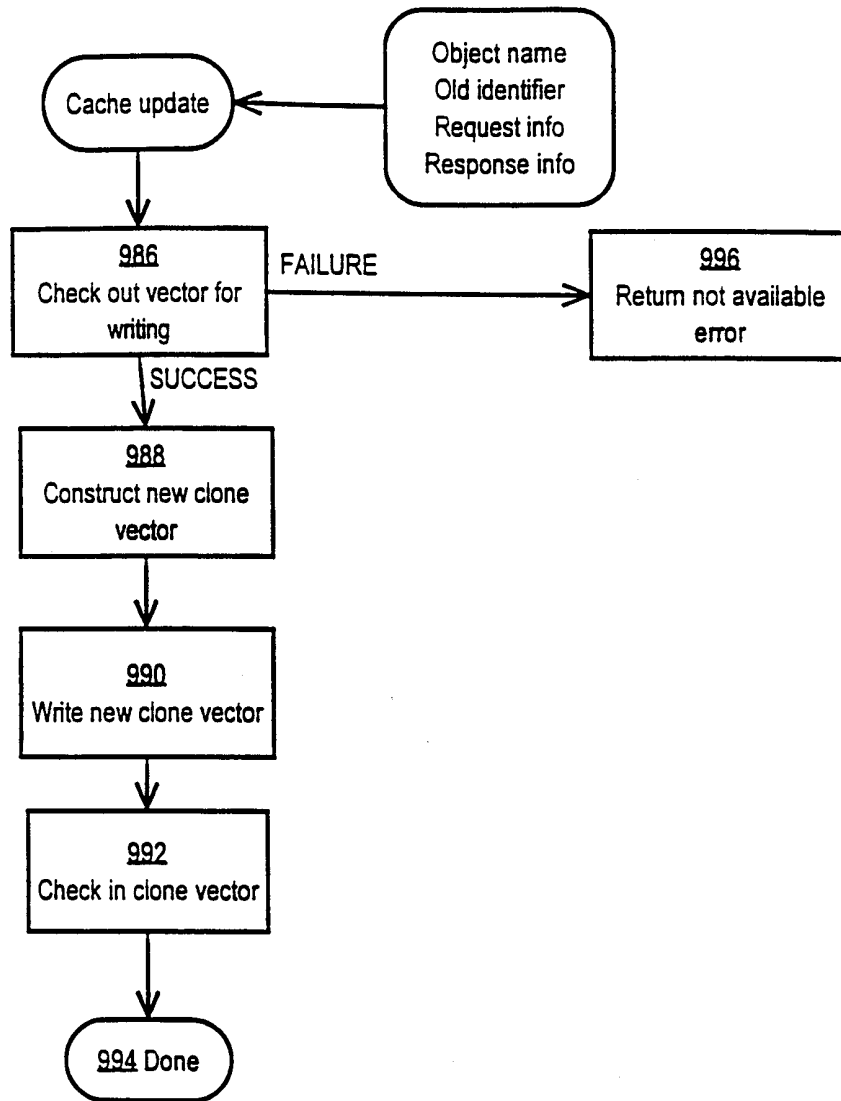 Object name
Old identifier
Request info
Response info
Cache update
986
Check out vector for
writing
FAILURE
996
Return not available
error
SUCCESS
988
Construct new clone
vector
990
Write new clone vector
992
Check in clone vector
994 Done